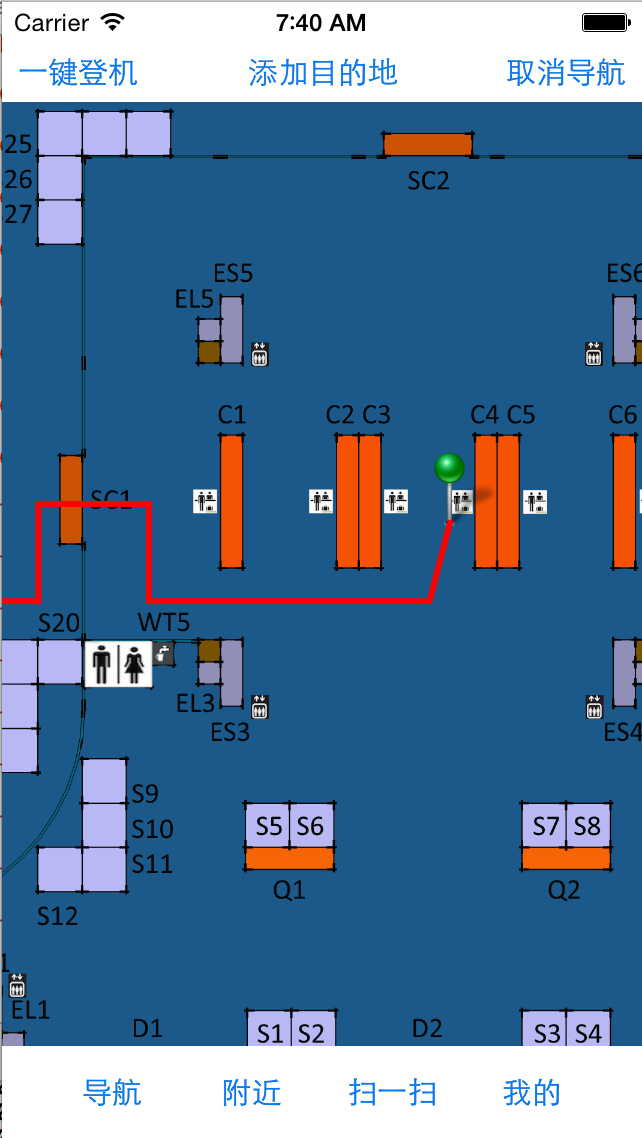 Carrier 7:40 AM
一键登机 添加目的地 取消导航
25
26
27
SC2
ES5
EL5
ES6
C1 C2 C3 C4 C5 C6
SC1
S20 WT5
EL3
ES3
ES4
S9
S10
S11
S12
S5 S6
Q1
S7 S8
Q2
EL1
D1
S1 S2
D2
S3 S4
导航 附近 扫一扫 我的